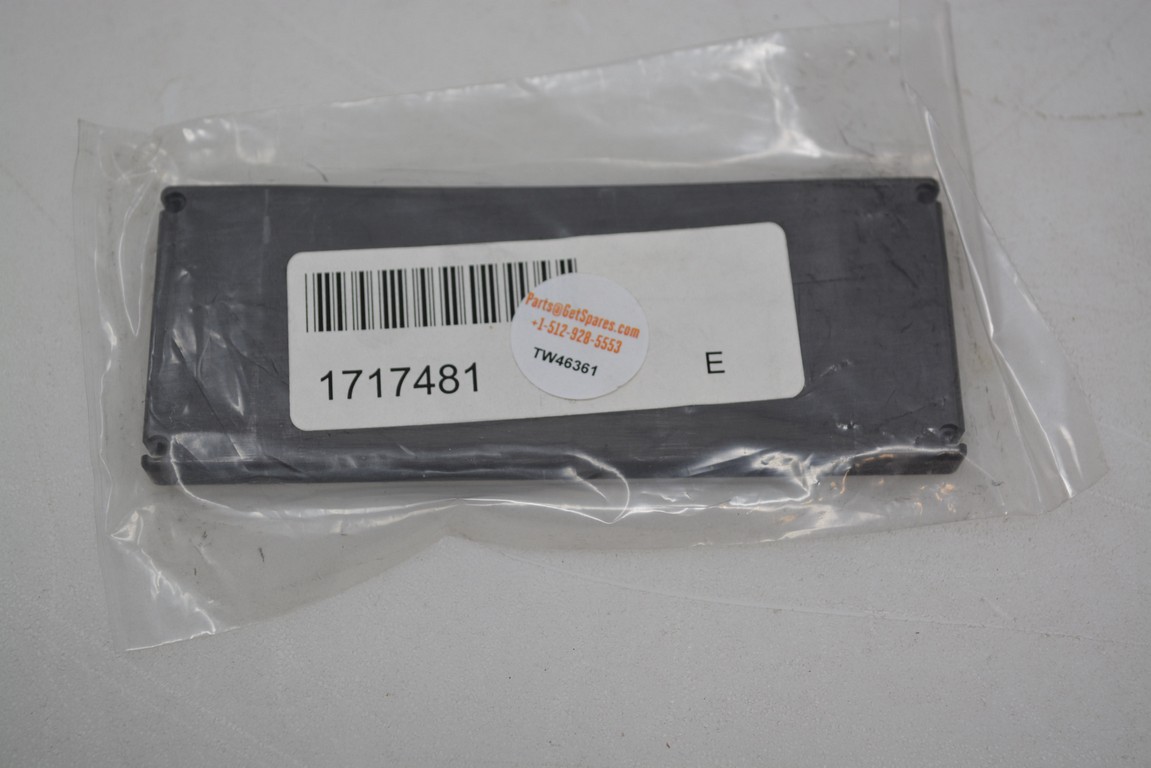 Parts@GetSpares.com
+1-512-928-5553
TW46361
1717481
E